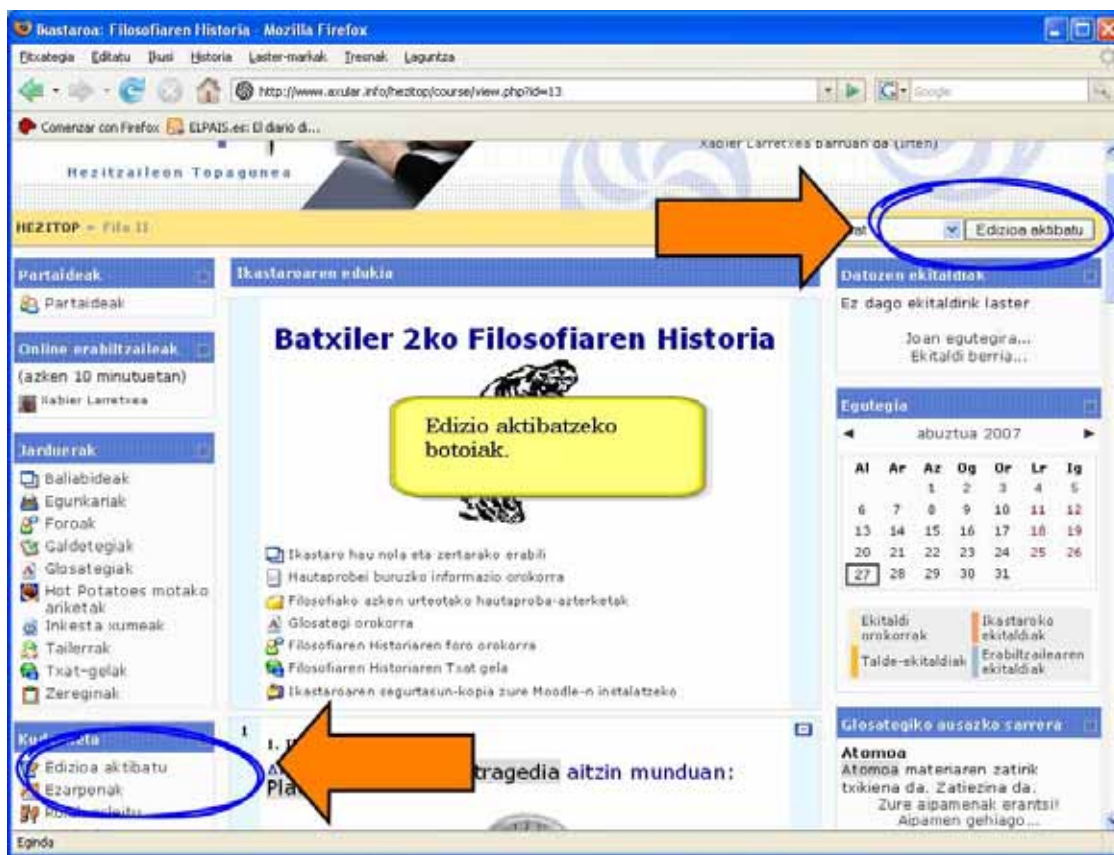 Ikastaroa: Filosofiaren Historia - Mozilla Firefox
Fitxategia Editatu Ikusi Historia Laster-markak Tresnak Laguntza
http://www.axular.info/hezitop/course/view.php?id=13
Google
Comenzar con Firefox ELPAIS.es: El diario d...
Xabier Larretxea barruan da (Irten)
Hezitzaileon Topagunea
HEZITOP » Filo II
Edizioa aktibatu
Partaideak
Partaideak
Online erabiltzaileak
(azken 10 minutuetan)
Xabier Larretxea
Jarduerak
Baliabideak
Egunkariak
Foroak
Galdetegiak
Glosategiak
Hot Potatoes motako
ariketak
Inkesta xumeak
Tailerrak
Txat-gelak
Zereginak
Edizioa aktibatu
Ezarpenak
Ikastaroaren edukia
Batxiler 2ko Filosofiaren Historia
Edizio aktibatzeko
botoiak.
Ikastaro hau nola eta zertarako erabili
Hautaprobei buruzko informazio orokorra
Filosofiako azken urteotako hautaproba-azterketak
Glosategi orokorra
Filosofiaren Historiaren foro orokorra
Filosofiaren Historiaren Txat gela
Ikastaroaren segurtasun-kopia zure Moodle-n instalatzeko
1
tragedia aitzin munduan:
Datozen ekitaldiak
Ez dago ekitaldirik laster
Joan egutegira...
Ekitaldi berria...
Egutegia
◄ abuztua 2007 ►
Al Ar Az Og Or Lr Ig
1 2 3 4 5
6 7 8 9 10 11 12
13 14 15 16 17 18 19
20 21 22 23 24 25 26
27 28 29 30 31
Ekitaldi
orokorrak
Ikastaroko
ekitaldiak
Talde-ekitaldiak
Erabiltzailearen
ekitaldiak
Glosategiko ausazko sarrera
Atomoa
Atomoa materiaren zatirik
txikiena da. Zatiezina da.
Zure aipamenak erantsi!
Aipamen gehiago...
Eginda